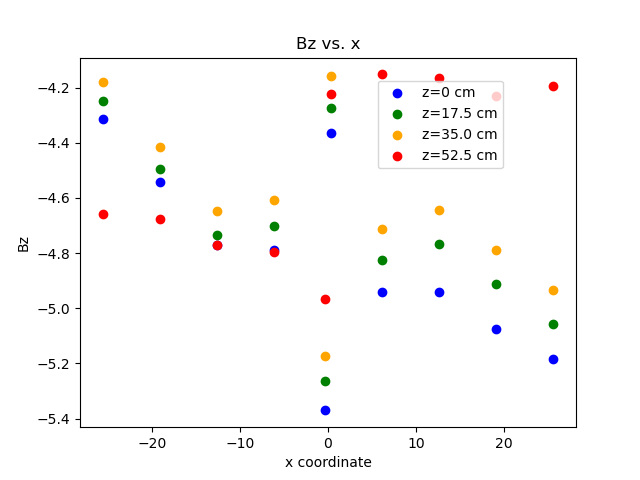 Bz vs. x
−4.2
−4.4
−4.6
−4.8
−5.0
−5.2
−5.4
Bz
z=0 cm
z=17.5 cm
z=35.0 cm
z=52.5 cm
−20
−10
0
10
20
x coordinate